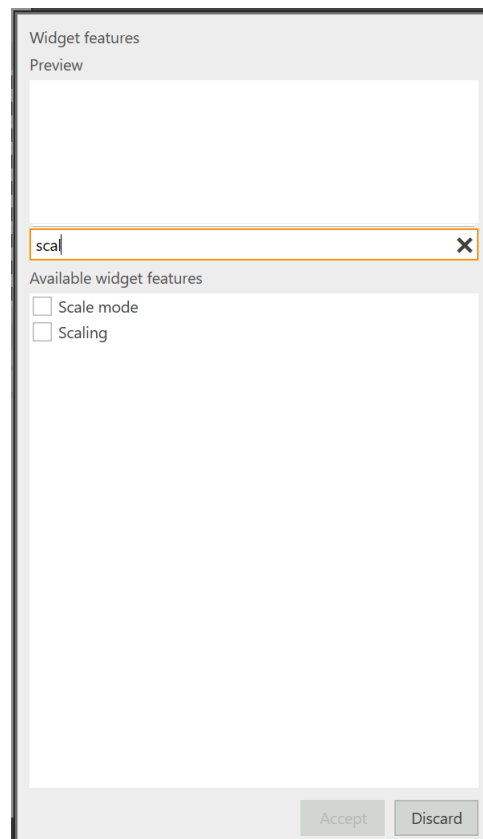 Widget features
Preview
scal
Available widget features
Scale mode
Scaling
Accept Discard